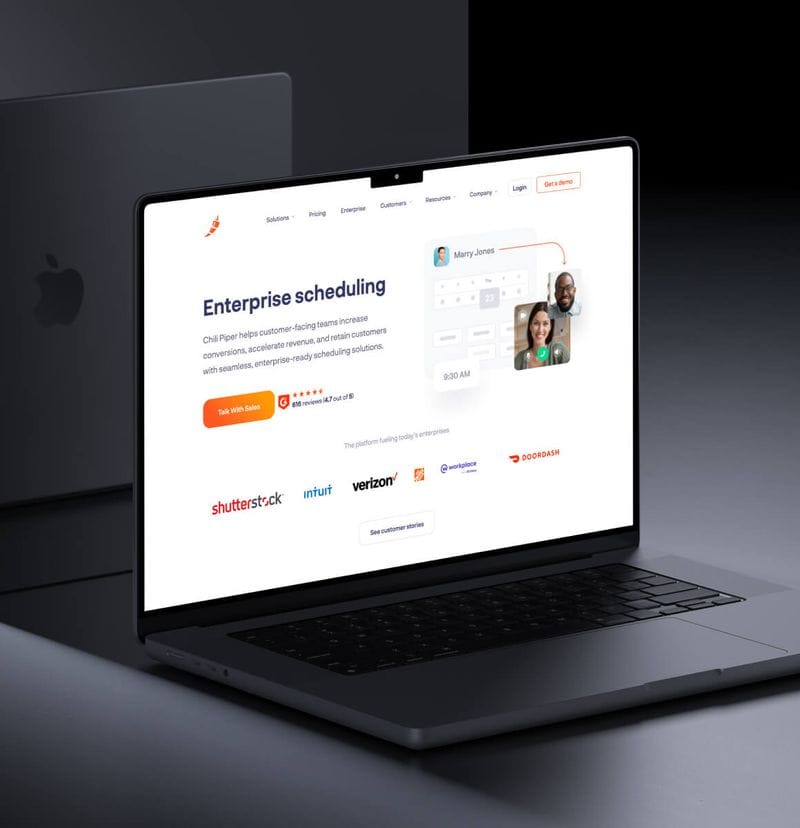 Solutions Pricing Enterprise Customers Resources Company Login Get a demo
Enterprise scheduling
Chili Piper helps customer-facing teams increase
conversions, accelerate revenue, and retain customers
with seamless, enterprise-ready scheduling solutions.
Talk With Sales
616 reviews (4.7 out of 5)
Marry Jones
Thu
23
9:30 AM
The platform fueling today's enterprises
shutterstock
intuit
verizon
workplace
DOORDASH
See customer stories